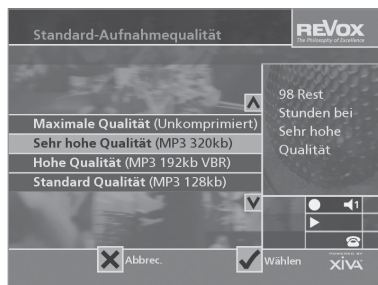 Standard-Aufnahmequalität
REVOX
The Philosophy of Excellence
Maximale Qualität (Unkomprimiert)
Sehr hohe Qualität (MP3 320kb)
Hohe Qualität (MP3 192kb VBR)
Standard Qualität (MP3 128kb)
98 Rest
Stunden bei
Sehr hohe
Qualität
1
Abbrec.
Wählen
POWERED BY
XiVA